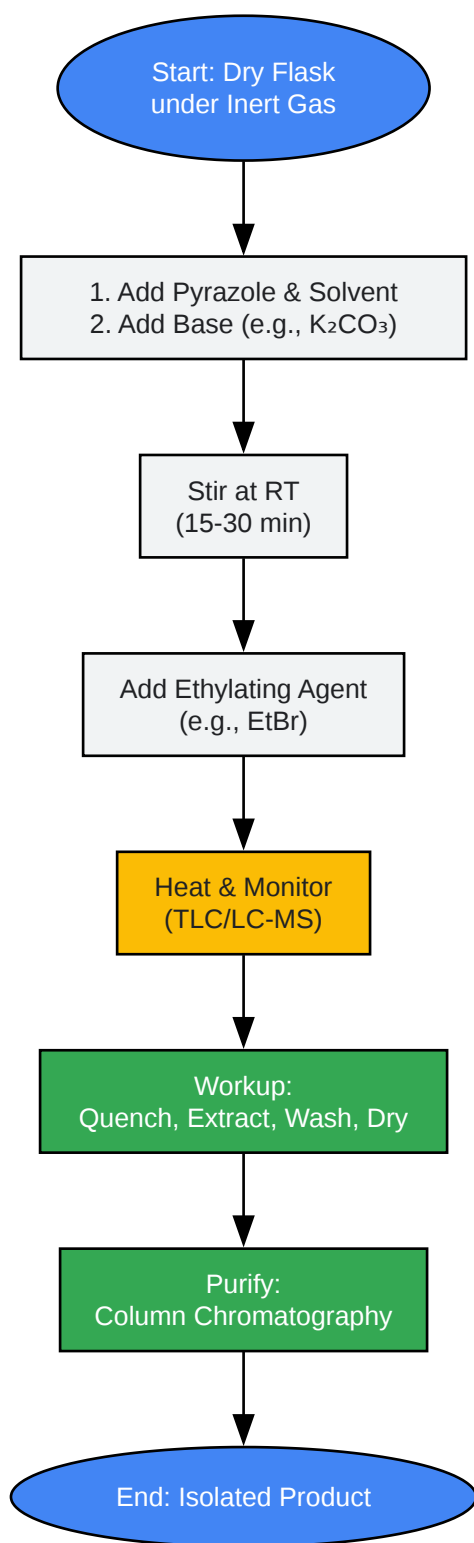 Start: Dry Flask
under Inert Gas
1. Add Pyrazole & Solvent
2. Add Base (e.g., K₂CO₃)
Stir at RT
(15-30 min)
Add Ethylating Agent
(e.g., EtBr)
Heat & Monitor
(TLC/LC-MS)
Workup:
Quench, Extract, Wash, Dry
Purify:
Column Chromatography
End: Isolated Product